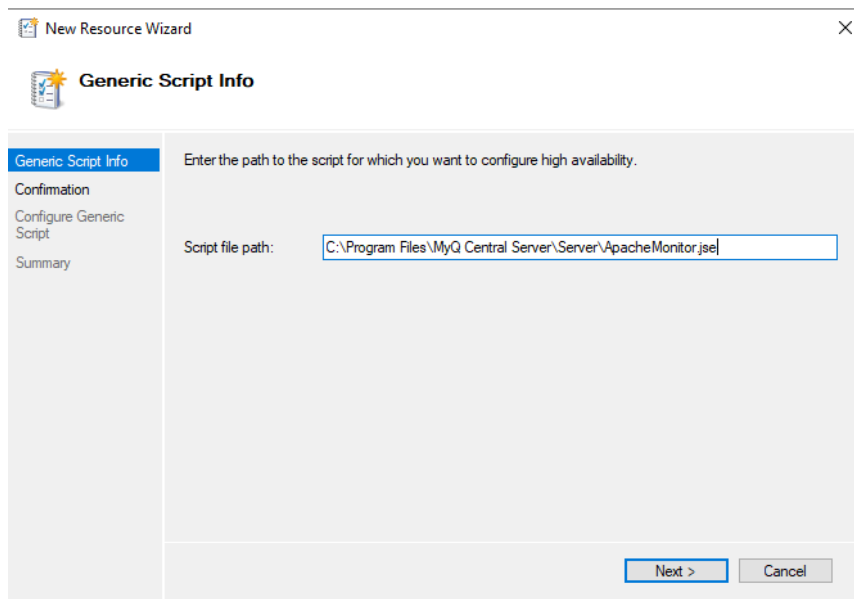 New Resource Wizard
Generic Script Info
Generic Script Info
Confirmation
Configure Generic
Script
Summary
Enter the path to the script for which you want to configure high availability.
Script file path:
C:\Program Files\MyQ Central Server\Server\ApacheMonitor.jse
Next >
Cancel